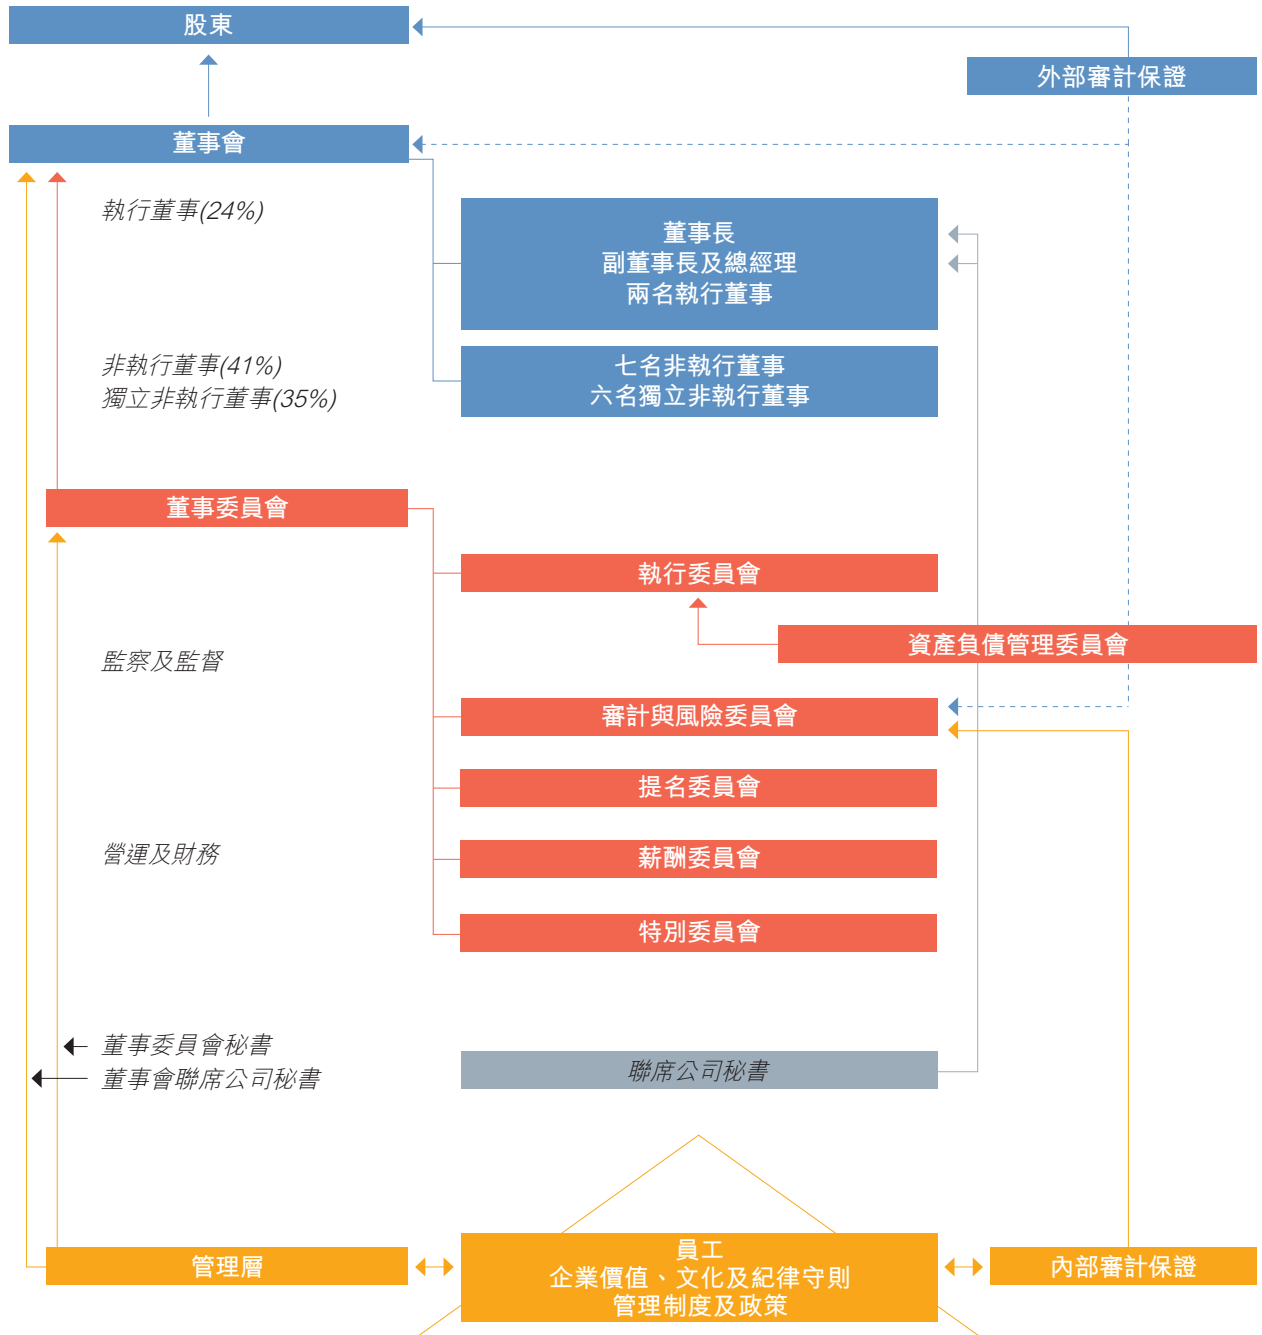 股東
外部審計保證
董事會
執行董事(24%)
董事長
副董事長及總經理
兩名執行董事
非執行董事(41%)
獨立非執行董事(35%)
七名非執行董事
六名獨立非執行董事
董事委員會
執行委員會
資產負債管理委員會
監察及監督
審計與風險委員會
提名委員會
營運及財務
薪酬委員會
特別委員會
董事委員會秘書
董事會聯席公司秘書
聯席公司秘書
管理層
員工
企業價值、文化及紀律守則
管理制度及政策
內部審計保證